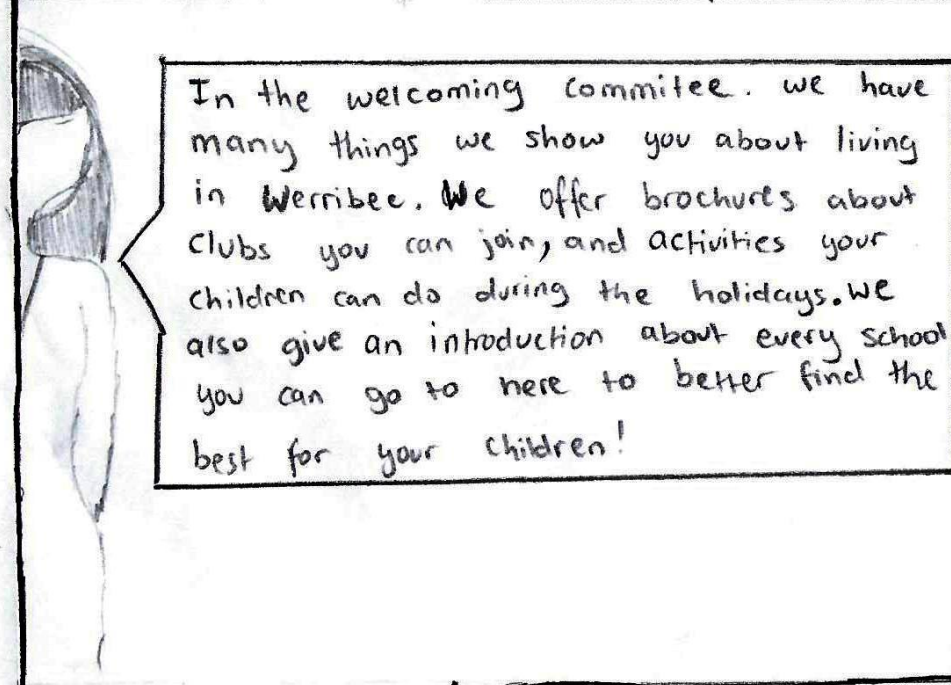 In the welcoming commitee. we have
many things we show you about living
in Werribee. We offer brochures about
clubs you can join, and activities your
children can do during the holidays. we
also give an introduction about every school
you can go to here to better find the
best for your children!